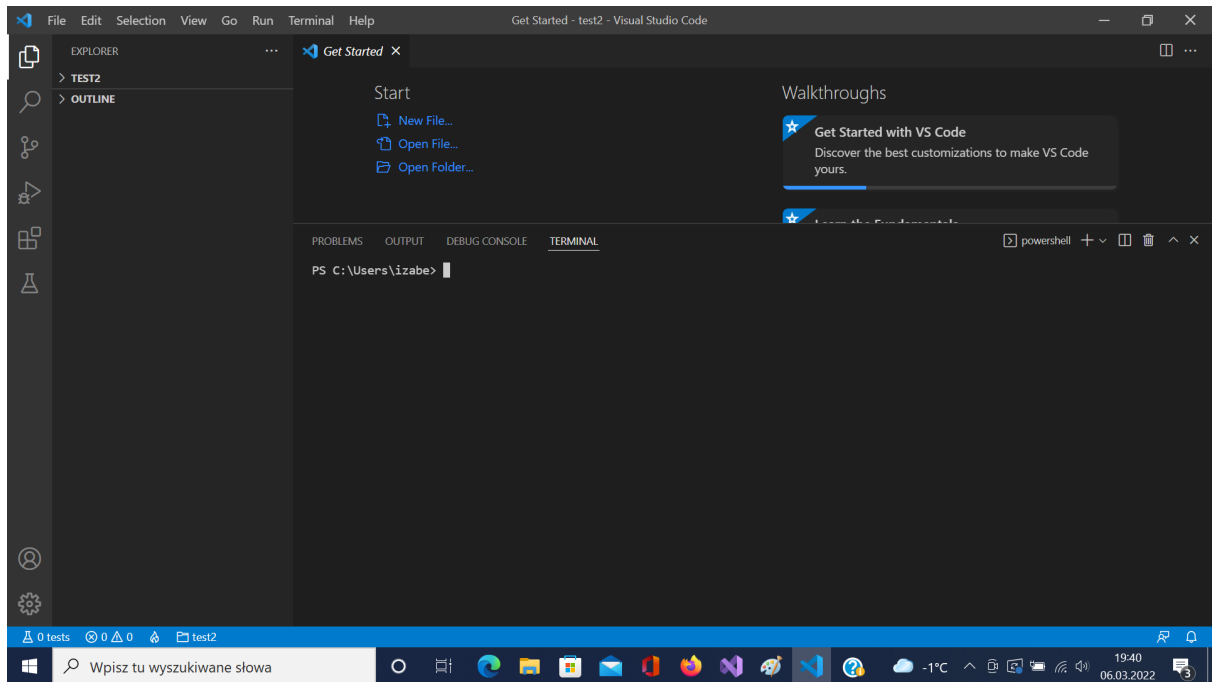 File Edit Selection View Go Run Terminal Help
Get Started - test2 - Visual Studio Code
EXPLORER
TEST2
OUTLINE
Get Started
Start
New File...
Open File...
Open Folder...
Walkthroughs
Get Started with VS Code
Discover the best customizations to make VS Code
yours.
Learn the Fundamentals
PROBLEMS OUTPUT DEBUG CONSOLE TERMINAL
powershell
PS C:\Users\izabe>
0 tests 0 0 test2
Wpisz tu wyszukiwane słowa
-1°C
19:40
06.03.2022
3